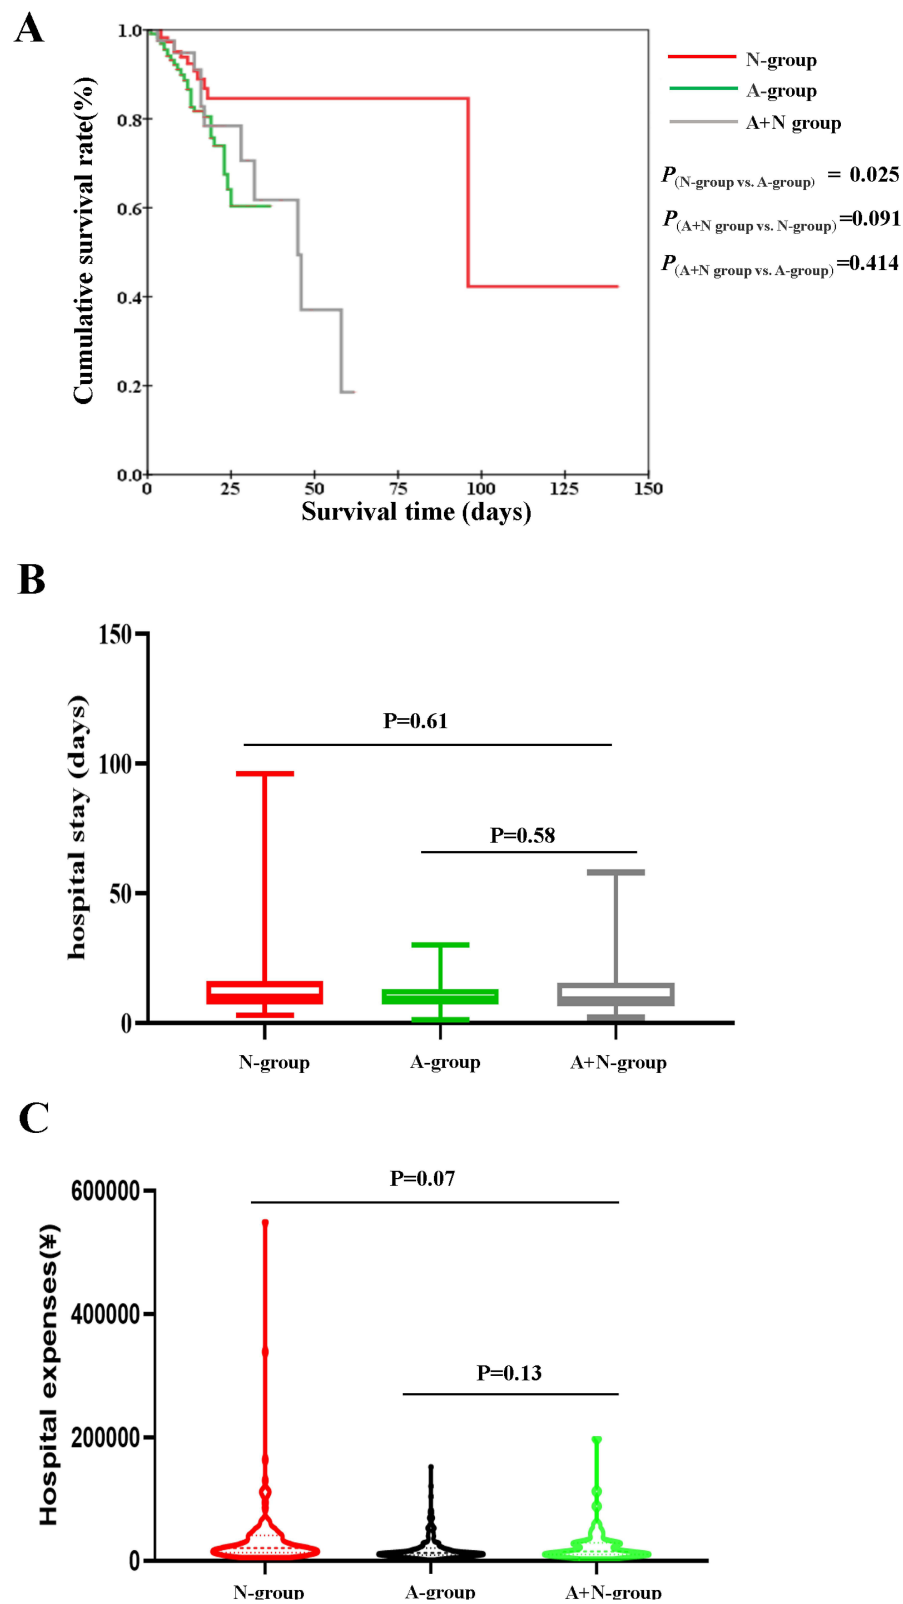 A
Cumulative survival rate(%)
1.0
0.8
0.6
0.4
0.2
0.0
0 25 50 75 100 125 150
Survival time (days)
N-group
A-group
A+N group
P(N-group vs. A-group) = 0.025
P(A+N group vs. N-group)=0.091
P(A+N group vs. A-group)=0.414
B
hospital stay (days)
150
100
50
0
P=0.61
P=0.58
N-group A-group A+N-group
C
Hospital expenses(¥)
600000
400000
200000
0
P=0.07
P=0.13
N-group A-group A+N-group